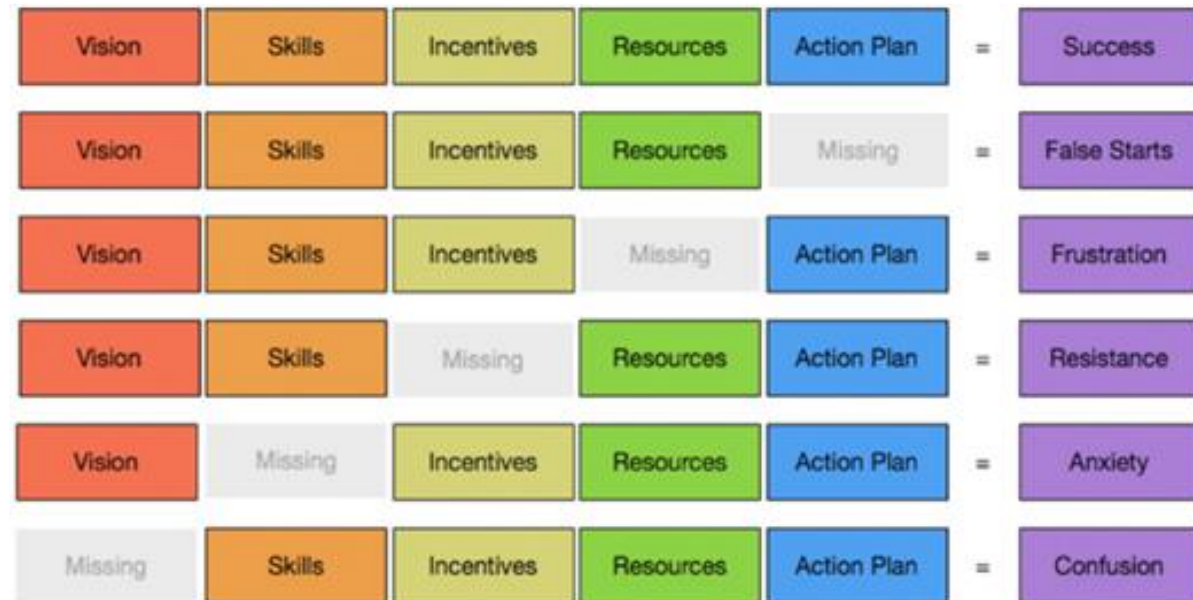 Vision Skills Incentives Resources Action Plan = Success
Vision Skills Incentives Resources Missing = False Starts
Vision Skills Incentives Missing Action Plan = Frustration
Vision Skills Missing Resources Action Plan = Resistance
Vision Missing Incentives Resources Action Plan = Anxiety
Missing Skills Incentives Resources Action Plan = Confusion